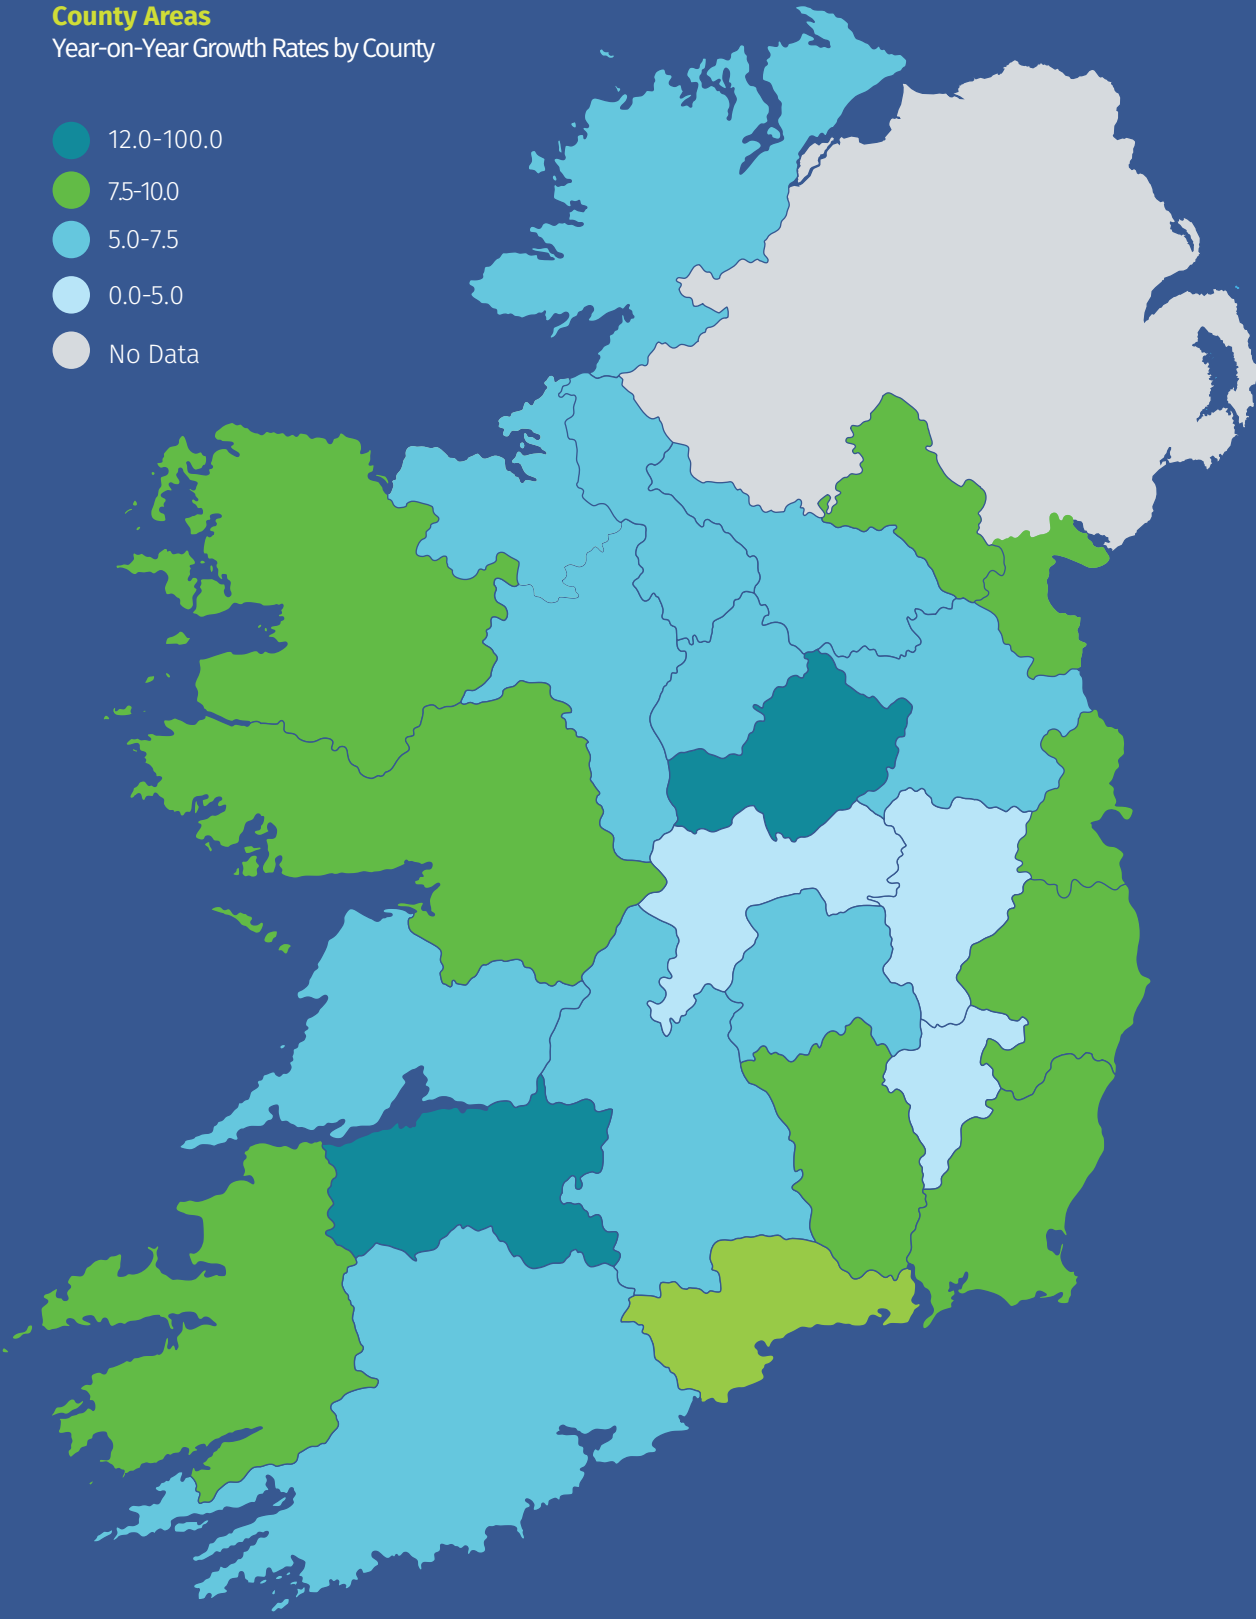 County Areas
Year-on-Year Growth Rates by County
12.0-100.0
7.5-10.0
5.0-7.5
0.0-5.0
No Data